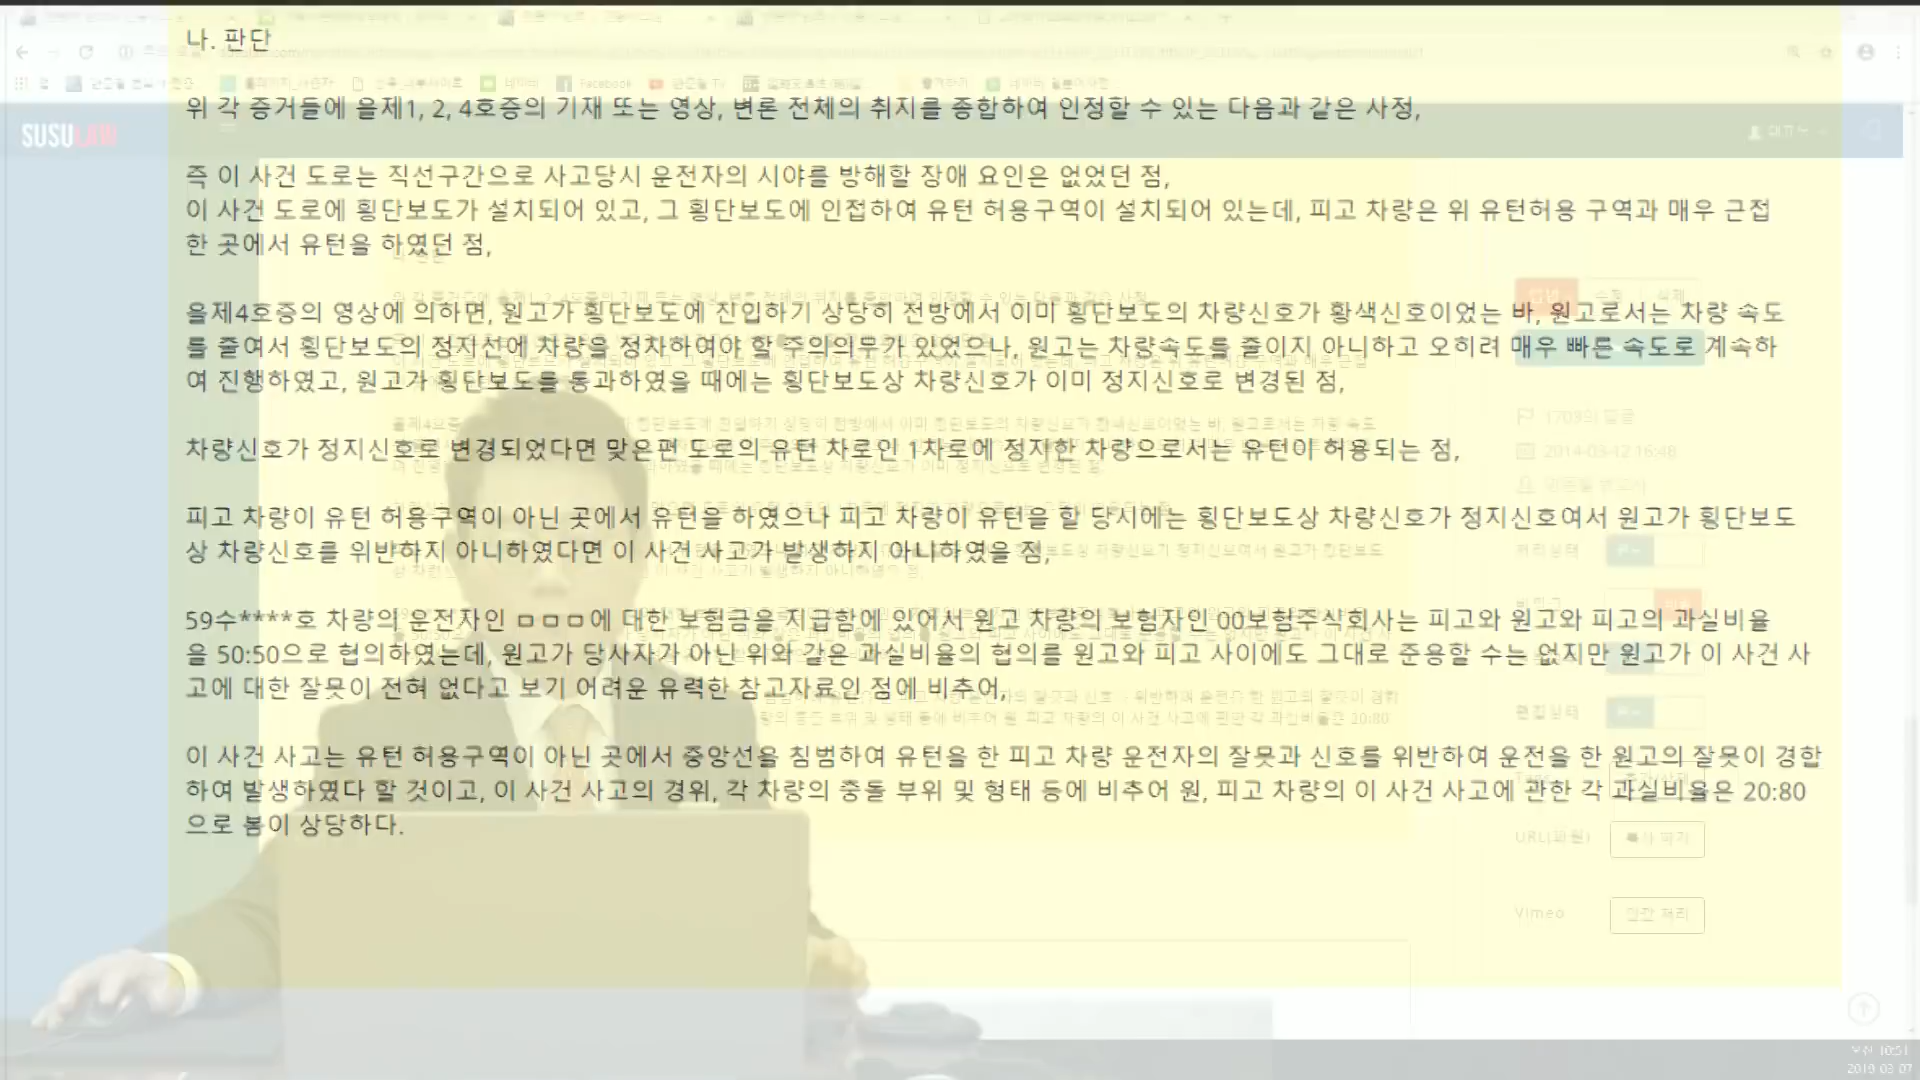 나. 판단
Facebook
위 각 증거들에 을제1, 2, 4호증의 기재 또는 영상, 변론 전체의 취지를 종합하여 인정할 수 있는 다음과 같은 사정,
SUSULAW
즉 이 사건 도로는 직선구간으로 사고당시 운전자의 시야를 방해할 장애 요인은 없었던 점,
이 사건 도로에 횡단보도가 설치되어 있고, 그 횡단보도에 인접하여 유턴 허용구역이 설치되어 있는데, 피고 차량은 위 유턴허용 구역과 매우 근접
한 곳에서 유턴을 하였던 점,
을제4호증의 영상에 의하면, 원고가 횡단보도에 진입하기 상당히 전방에서 이미 횡단보도의 차량신호가 황색신호이었는 바, 원고로서는 차량 속도
를 줄여서 횡단보도의 정지선에 차량을 정차하여야 할 주의의무가 있었으나, 원고는 차량속도를 줄이지 아니하고 오히려 매우 빠른 속도로 계속하
여 진행하였고, 원고가 횡단보도를 통과하였을 때에는 횡단보도상 차량신호가 이미 정지신호로 변경된 점,
2014-03-12 16:48
차량신호가 정지신호로 변경되었다면 맞은편 도로의 유턴 차로인 1차로에 정지한 차량으로서는 유턴이 허용되는 점,
피고 차량이 유턴 허용구역이 아닌 곳에서 유턴을 하였으나 피고 차량이 유턴을 할 당시에는 횡단보도상 차량신호가 정지신호여서 원고가 횡단보도
상 차량신호를 위반하지 아니하였다면 이 사건 사고가 발생하지 아니하였을 점,
처리상태
59수****호 차량의 운전자인 ㅁㅁㅁ에 대한 보험금을 지급함에 있어서 원고 차량의 보험자인 00보험주식회사는 피고와 원고와 피고의 과실비율
을 50:50으로 협의하였는데, 원고가 당사자가 아닌 위와 같은 과실비율의 협의를 원고와 피고 사이에도 그대로 준용할 수는 없지만 원고가 이 사건 사
고에 대한 잘못이 전혀 없다고 보기 어려운 유력한 참고자료인 점에 비추어,
편집상태
이 사건 사고는 유턴 허용구역이 아닌 곳에서 중앙선을 침범하여 유턴을 한 피고 차량 운전자의 잘못과 신호를 위반하여 운전을 한 원고의 잘못이 경합
하여 발생하였다 할 것이고, 이 사건 사고의 경위, 각 차량의 충돌 부위 및 형태 등에 비추어 원, 피고 차량의 이 사건 사고에 관한 각 과실비율은 20:80
으로 봄이 상당하다.
Vimeo
2019-03-07